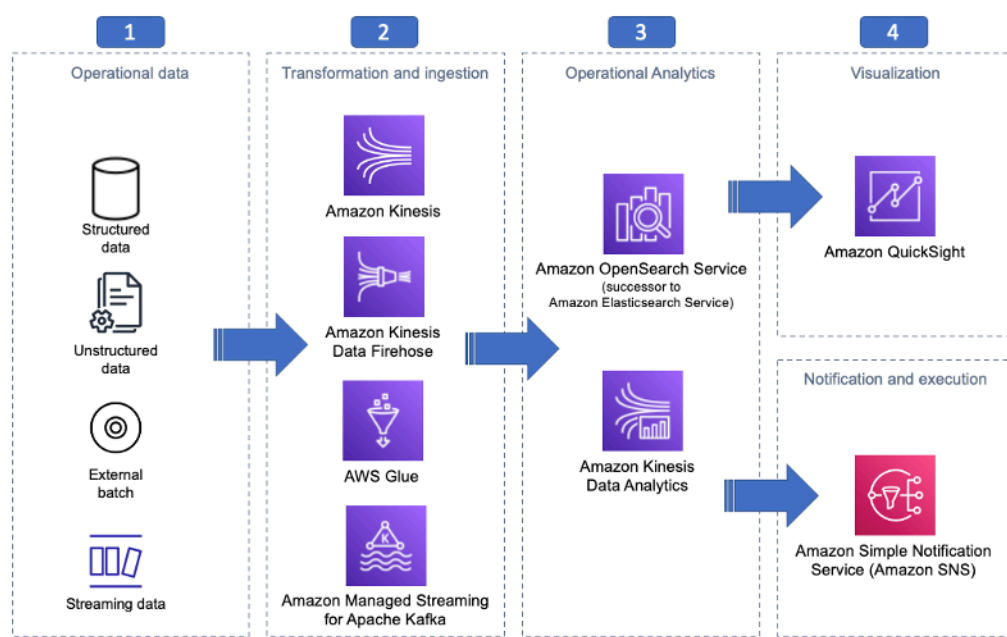 1
Operational data
Structured
data
Unstructured
data
External
batch
Streaming data
2
Transformation and ingestion
Amazon Kinesis
Amazon Kinesis
Data Firehose
AWS Glue
K
Amazon Managed Streaming
for Apache Kafka
3
Operational Analytics
Amazon OpenSearch Service
(successor to
Amazon Elasticsearch Service)
Amazon Kinesis
Data Analytics
4
Visualization
Amazon QuickSight
Notification and execution
Amazon Simple Notification
Service (Amazon SNS)